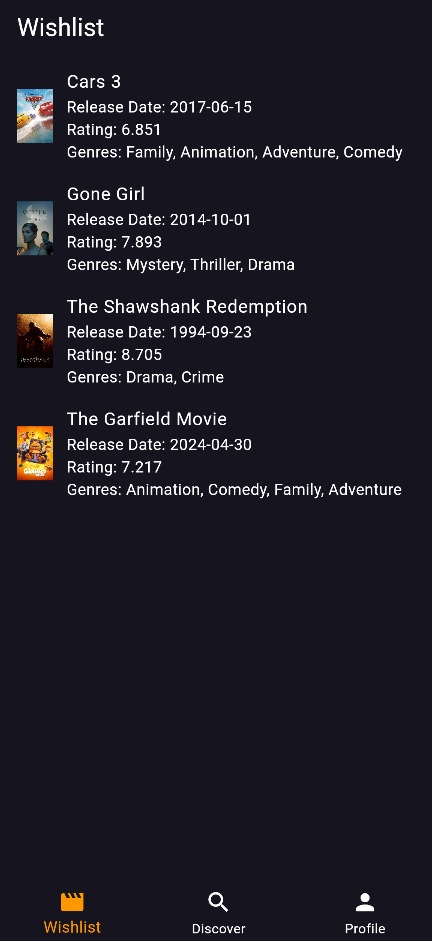 Wishlist
Cars 3
Release Date: 2017-06-15
Rating: 6.851
Genres: Family, Animation, Adventure, Comedy
Gone Girl
Release Date: 2014-10-01
Rating: 7.893
Genres: Mystery, Thriller, Drama
The Shawshank Redemption
Release Date: 1994-09-23
Rating: 8.705
Genres: Drama, Crime
The Garfield Movie
Release Date: 2024-04-30
Rating: 7.217
Genres: Animation, Comedy, Family, Adventure
Wishlist
Discover
Profile